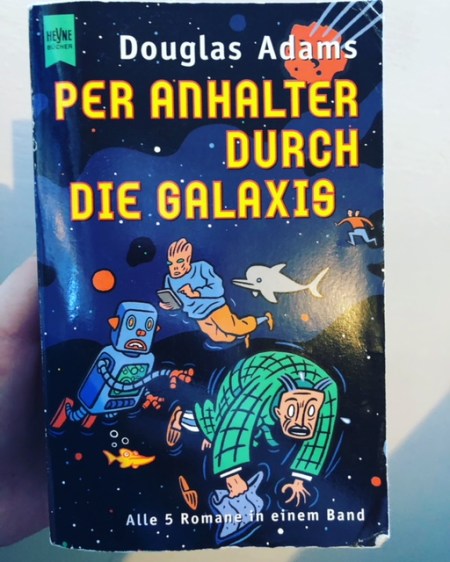 HEYNE
BÜCHER
Douglas Adams
PER ANHALTER
DURCH
DIE GALAXIS
Alle 5 Romane in einem Band